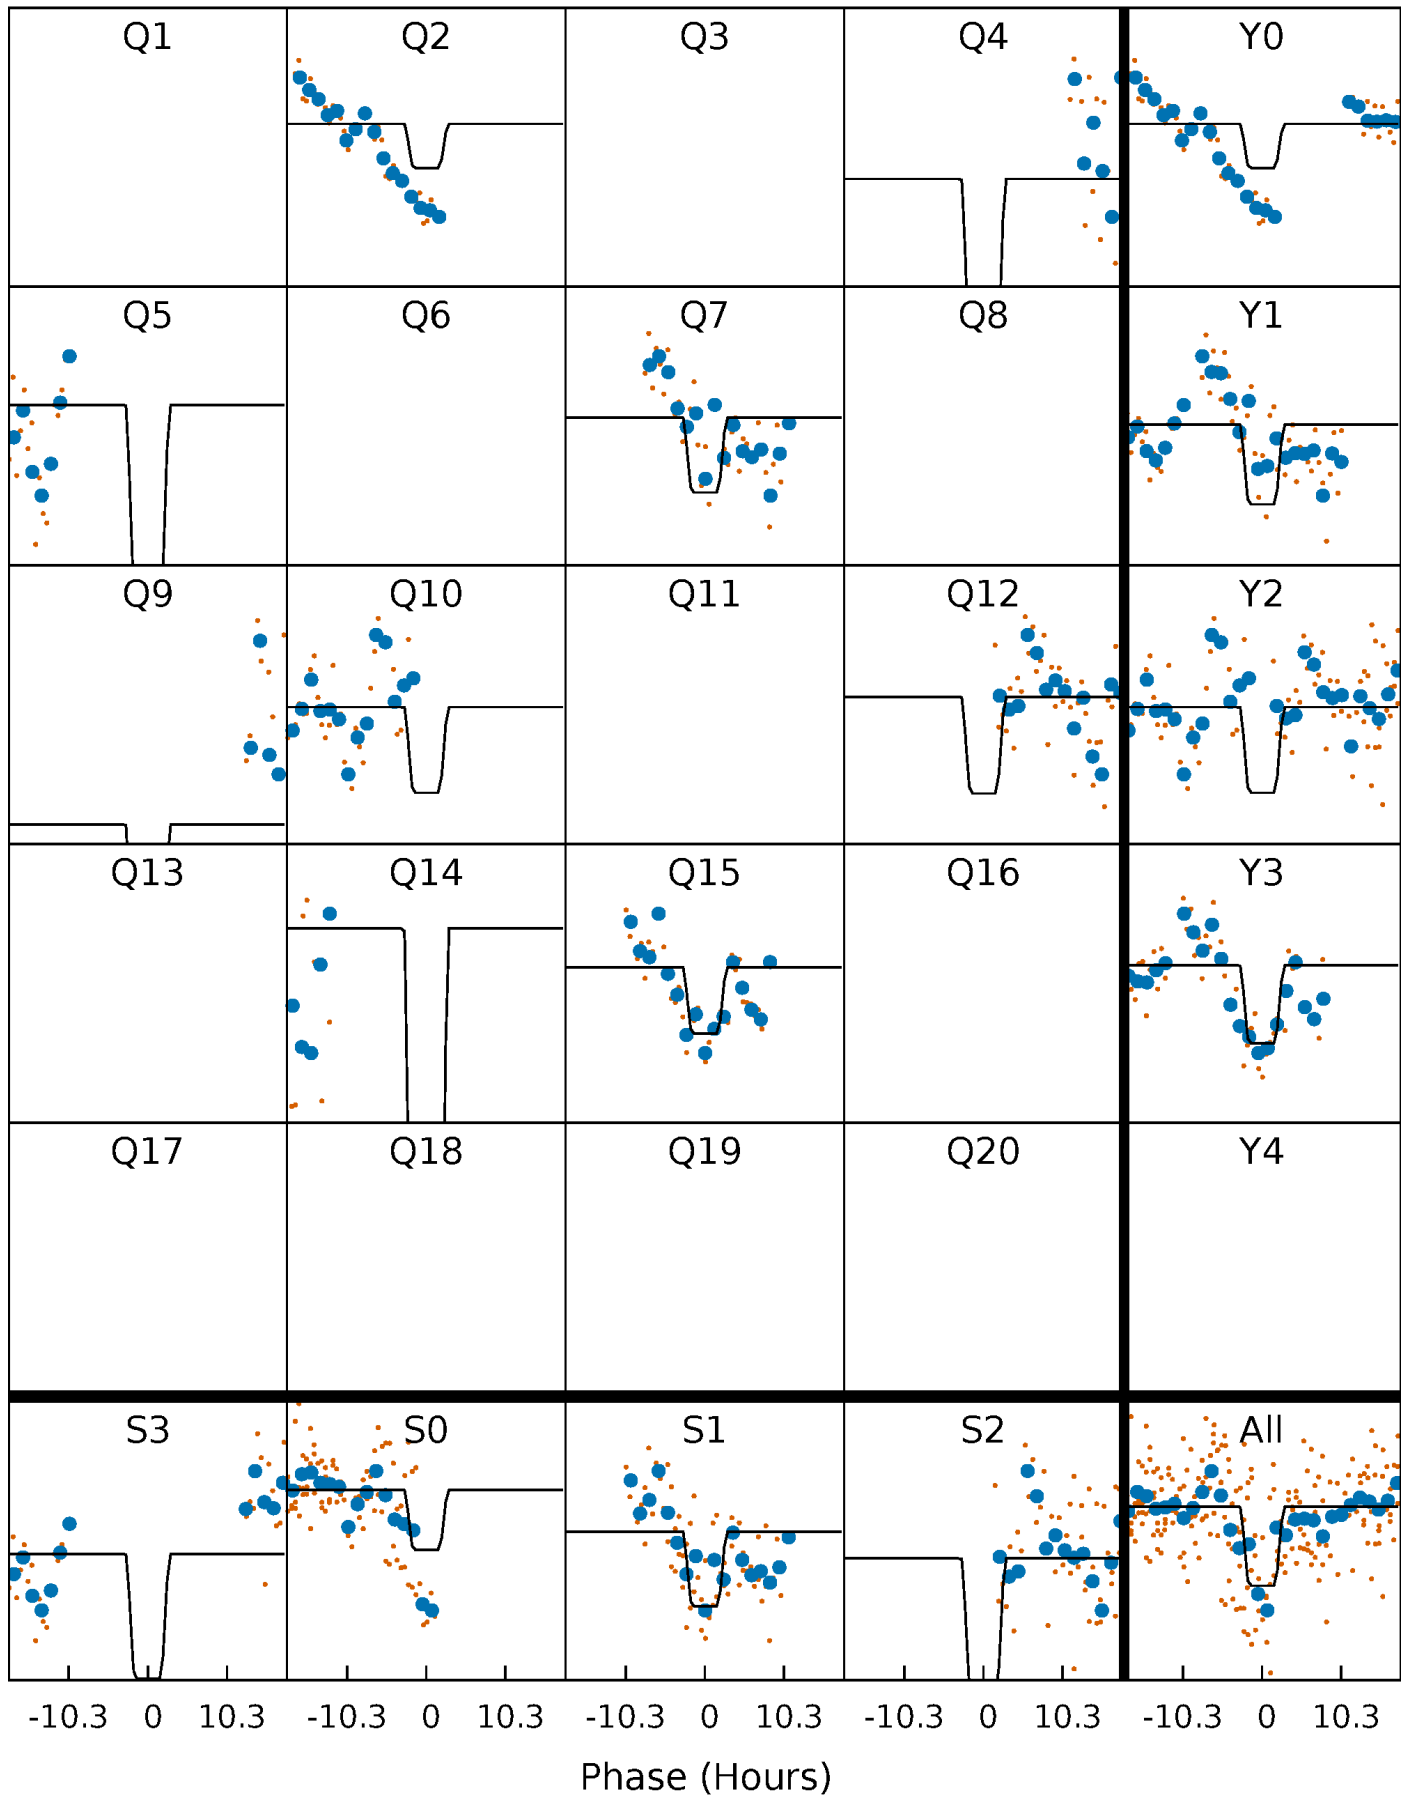 Q1 Q2 Q3 Q4 Y0
Q5 Q6 Q7 Q8 Y1
Q9 Q10 Q11 Q12 Y2
Q13 Q14 Q15 Q16 Y3
Q17 Q18 Q19 Q20 Y4
S3 S0 S1 S2 All
-10.3 0 10.3 -10.3 0 10.3 -10.3 0 10.3 -10.3 0 10.3 -10.3 0 10.3
Phase (Hours)